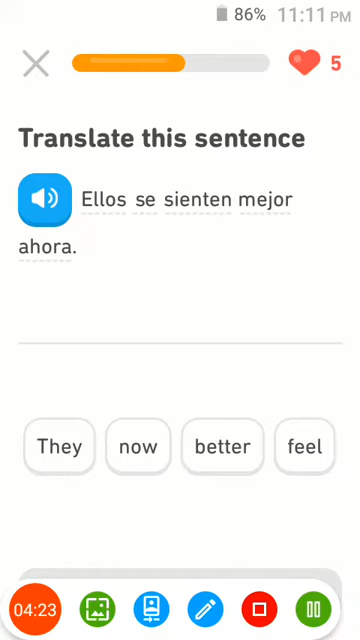 86% 11:11 PM
5
Translate this sentence
Ellos se sienten mejor
ahora.
They now better feel
04:23